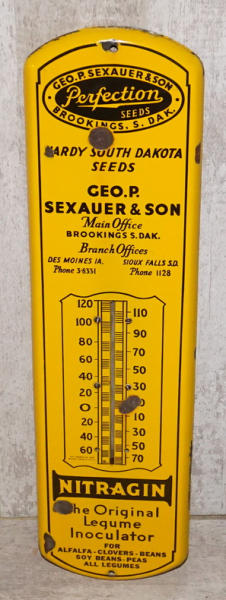 GEO. P. SEXAUER & SON
Perfection
SEEDS
BROOKINGS, S. DAK.
HARDY SOUTH DAKOTA
SEEDS
GEO. P.
SEXAUER & SON
Main Office
BROOKINGS S. DAK.
Branch Offices
DES MOINES IA. SIOUX FALLS S.D.
Phone 3-8331 Phone 1128
120 110
100 90
80 70
60 50
40 30
20 10
0 10
20 30
40 50
60 70
NITRAGIN
The Original
Legume
Inoculator
FOR
ALFALFA - CLOVERS - BEANS
SOY BEANS - PEAS
ALL LEGUMES